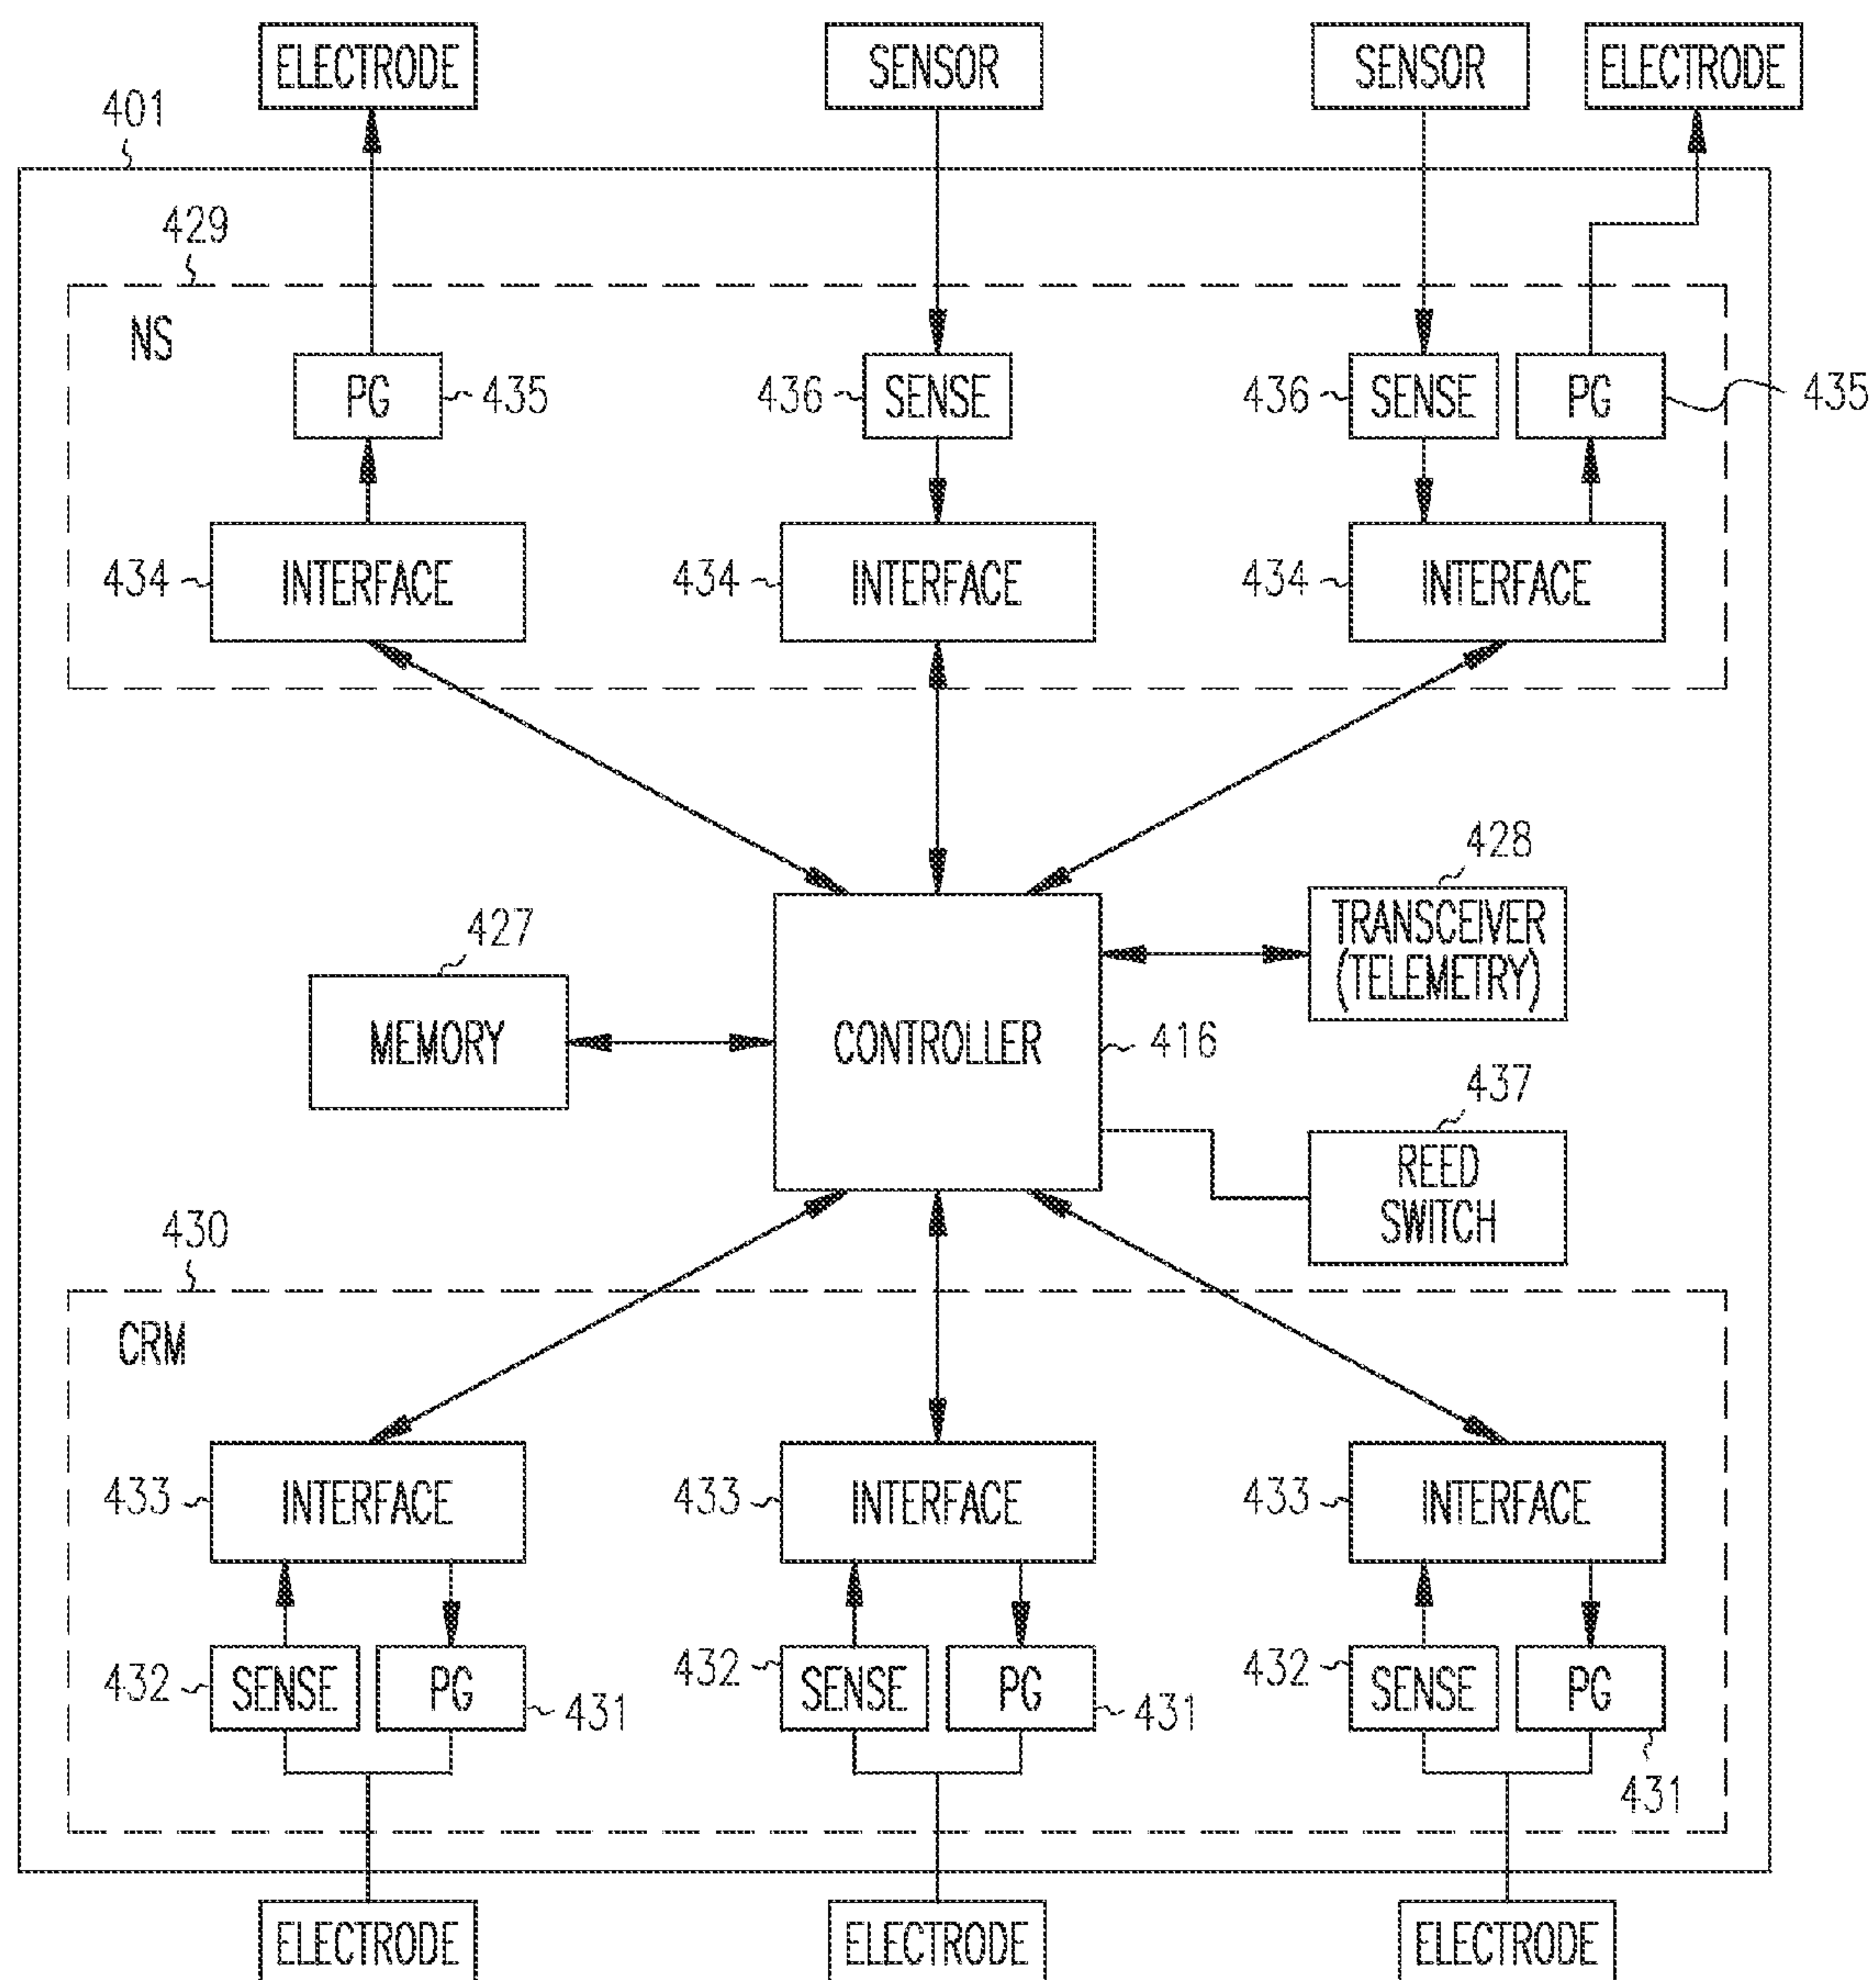 ELECTRODE SENSOR SENSOR ELECTRODE
401
429
NS
PG 435 436 SENSE 436 SENSE PG 435
434 INTERFACE 434 INTERFACE 434 INTERFACE
428
TRANSCEIVER
(TELEMETRY)
427
MEMORY CONTROLLER 416
437
REED
SWITCH
430
CRM
433 INTERFACE 433 INTERFACE 433 INTERFACE
432 SENSE PG 431 432 SENSE PG 431 432 SENSE PG
431
ELECTRODE ELECTRODE ELECTRODE